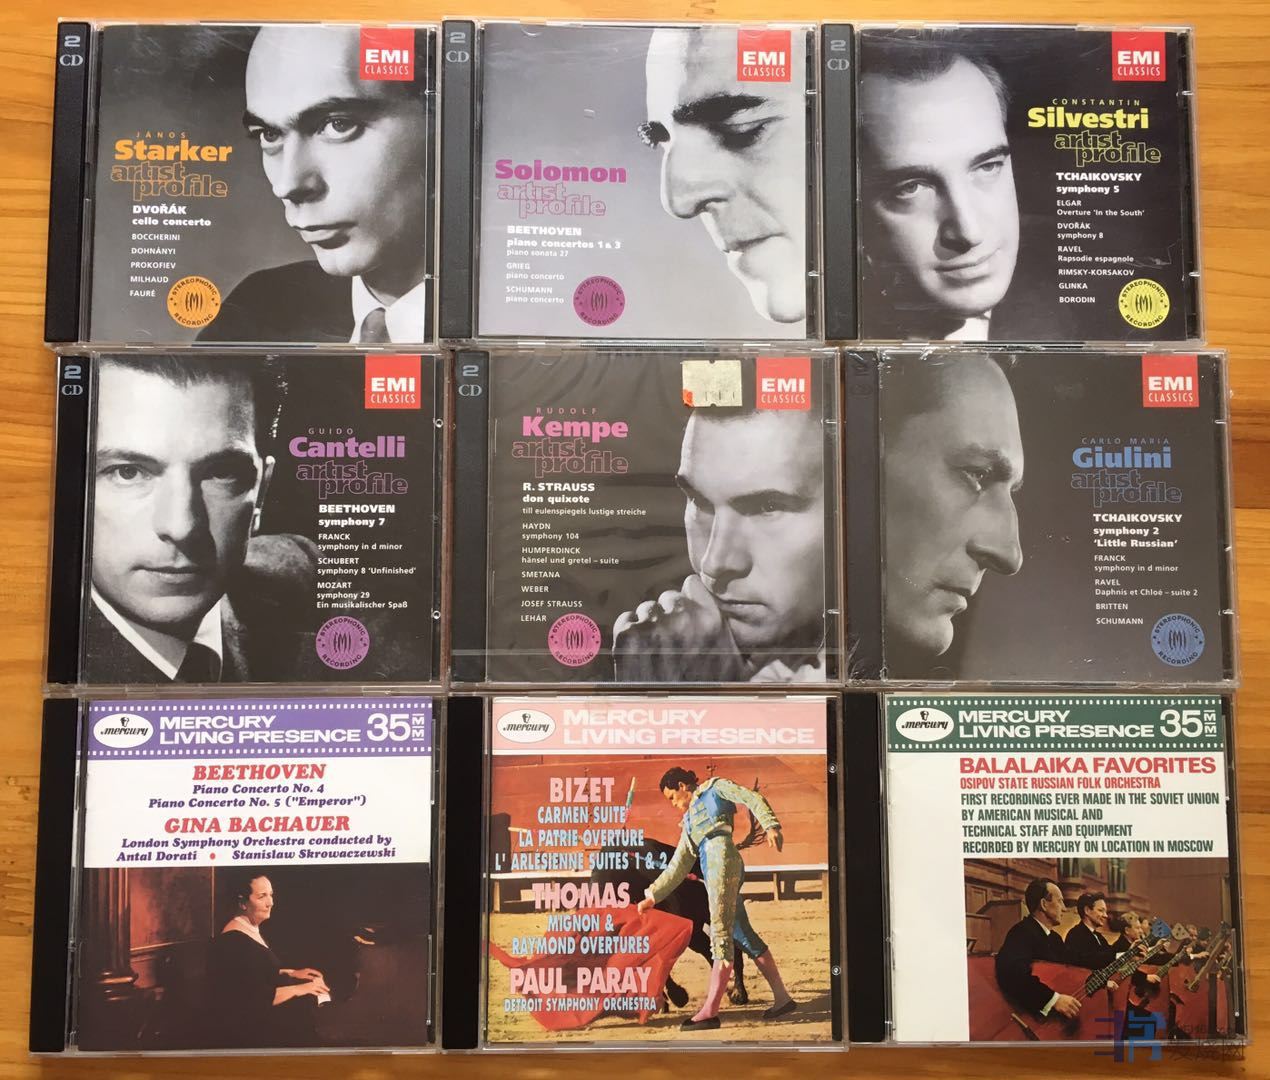 2
CD
EMI
CLASSICS
JÁNOS
Starker
artist
profile
DVOŘÁK
cello concerto
BOCCHERINI
DOHNÁNYI
PROKOFIEV
MILHAUD
FAURÉ
STEREOPHONIC
EMI
RECORDING
2
CD
EMI
CLASSICS
Solomon
artist
profile
BEETHOVEN
piano concertos 1 & 3
piano sonata 27
GRIEG
piano concerto
SCHUMANN
piano concerto
STEREOPHONIC
EMI
RECORDING
2
CD
EMI
CLASSICS
CONSTANTIN
Silvestri
artist
profile
TCHAIKOVSKY
symphony 5
ELGAR
Overture 'In the South'
DVOŘÁK
symphony 8
RAVEL
Rapsodie espagnole
RIMSKY-KORSAKOV
GLINKA
BORODIN
STEREOPHONIC
EMI
RECORDING
2
CD
EMI
CLASSICS
GUIDO
Cantelli
artist
profile
BEETHOVEN
symphony 7
FRANCK
symphony in d minor
SCHUBERT
symphony 8 'Unfinished'
MOZART
symphony 29
Ein musikalischer Spaß
STEREOPHONIC
EMI
RECORDING
2
CD
EMI
CLASSICS
RUDOLF
Kempe
artist
profile
R. STRAUSS
don quixote
till eulenspiegels lustige streiche
HAYDN
symphony 104
HUMPERDINCK
hänsel und gretel – suite
SMETANA
WEBER
JOSEF STRAUSS
LEHÁR
STEREOPHONIC
EMI
RECORDING
EMI
CLASSICS
CARLO MARIA
Giulini
artist
profile
TCHAIKOVSKY
symphony 2
'Little Russian'
FRANCK
symphony in d minor
RAVEL
Daphnis et Chloé – suite 2
BRITTEN
SCHUMANN
STEREOPHONIC
EMI
RECORDING
mercury
MERCURY
LIVING PRESENCE
35MM
BEETHOVEN
Piano Concerto No. 4
Piano Concerto No. 5 ("Emperor")
GINA BACHAUER
London Symphony Orchestra conducted by
Antal Dorati • Stanislaw Skrowaczewski
mercury
MERCURY
LIVING PRESENCE
BIZET
CARMEN SUITE
LA PATRIE OVERTURE
L'ARLÉSIENNE SUITES 1 & 2
THOMAS
MIGNON &
RAYMOND OVERTURES
PAUL PARAY
DETROIT SYMPHONY ORCHESTRA
mercury
MERCURY
LIVING PRESENCE
35MM
BALALAIKA FAVORITES
OSIPOV STATE RUSSIAN FOLK ORCHESTRA
FIRST RECORDINGS EVER MADE IN THE SOVIET UNION
BY AMERICAN MUSICAL AND
TECHNICAL STAFF AND EQUIPMENT
RECORDED BY MERCURY ON LOCATION IN MOSCOW